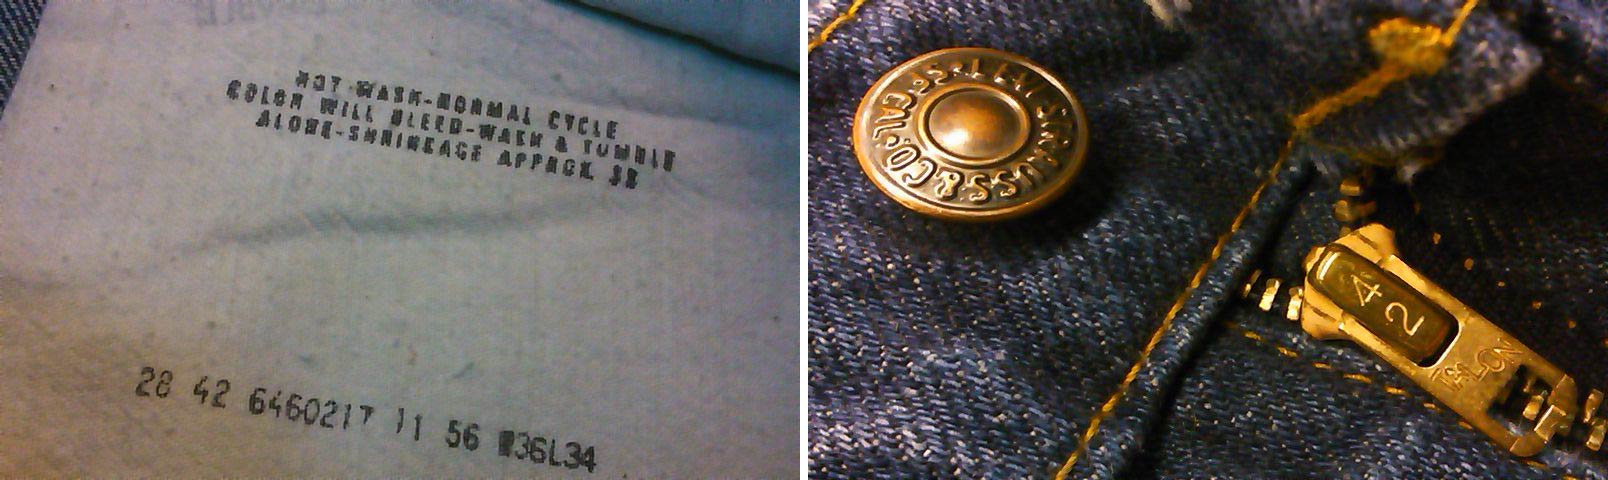 HOT WASH-NORMAL CYCLE
COLOR WILL BLEED-WASH & TUMBLE
ALONE-SHRINKAGE APPROX.
28 42 6460217 11 56 W36L34
LEVI STRAUSS & CO. S.F. CAL.
42
TALON